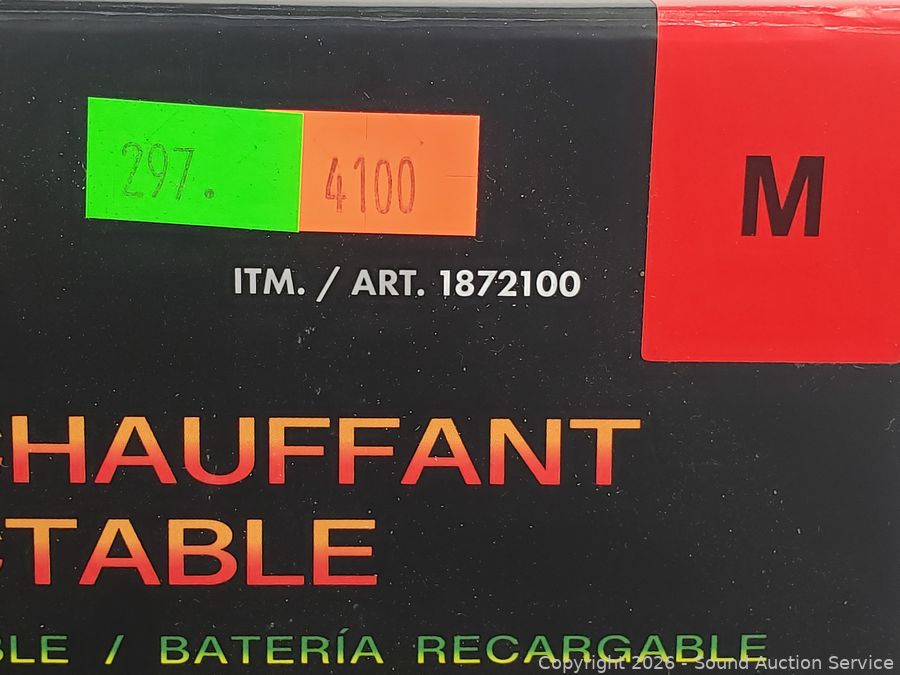 297.
4100
M
ITM. / ART. 1872100
CHAUFFANT
CTABLE
BLE / BATERÍA RECARGABLE
Copyright 2026 - Sound Auction Service